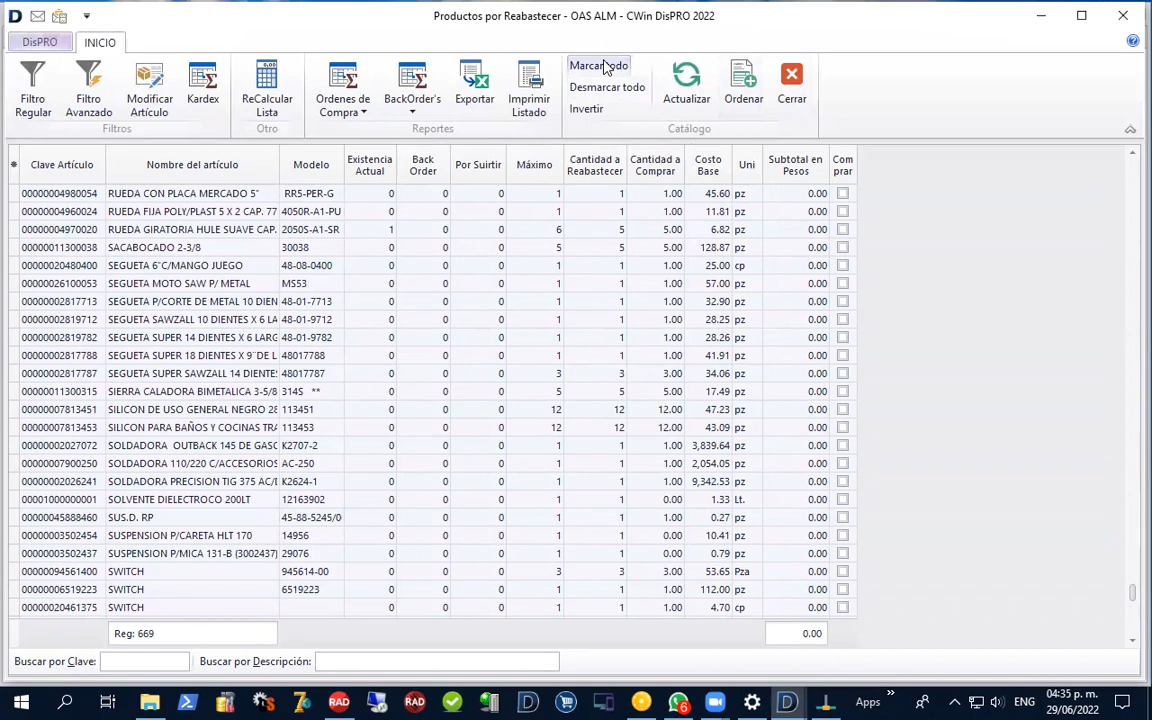 Productos por Reabastecer - OAS ALM - CWin DisPRO 2022
DisPRO INICIO
Filtro Regular
Filtro Avanzado
Modificar Artículo
Kardex
ReCalcular Lista
Ordenes de Compra
BackOrder's
Exportar
Imprimir Listado
Marcar todo
Desmarcar todo
Invertir
Actualizar
Ordenar
Cerrar
Filtros Otro Reportes Catálogo
Clave Artículo Nombre del artículo Modelo Existencia Actual Back Order Por Suirtir Máximo Cantidad a Reabastecer Cantidad a Comprar Costo Base Uni Subtotal en Pesos Com prar
00000004980054 RUEDA CON PLACA MERCADO 5" RR5-PER-G 0 0 0 1 1 1.00 45.60 pz 0.00
00000004960024 RUEDA FIJA POLY/PLAST 5 X 2 CAP. 77 4050R-A1-PU 0 0 0 1 1 1.00 11.81 pz 0.00
00000004970020 RUEDA GIRATORIA HULE SUAVE CAP. 2050S-A1-SR 1 0 0 6 5 5.00 6.82 pz 0.00
00000011300038 SACABOCADO 2-3/8 30038 0 0 0 5 5 5.00 128.87 pz 0.00
00000020480400 SEGUETA 6"C/MANGO JUEGO 48-08-0400 0 0 0 1 1 1.00 25.00 cp 0.00
00000026100053 SEGUETA MOTO SAW P/ METAL MS53 0 0 0 1 1 1.00 57.00 pz 0.00
00000002817713 SEGUETA P/CORTE DE METAL 10 DIEN 48-01-7713 0 0 0 1 1 1.00 32.90 pz 0.00
00000002819712 SEGUETA SAWZALL 10 DIENTES X 6 L 48-01-9712 0 0 0 1 1 1.00 28.25 pz 0.00
00000002819782 SEGUETA SUPER 14 DIENTES X 6 LARG 48-01-9782 0 0 0 1 1 1.00 28.26 pz 0.00
00000002817788 SEGUETA SUPER 18 DIENTES X 9¨DE L 48017788 0 0 0 1 1 1.00 41.91 pz 0.00
00000002817787 SEGUETA SUPER SAWZALL 14 DIENTES 48017787 0 0 0 3 3 3.00 34.06 pz 0.00
00000011300315 SIERRA CALADORA BIMETALICA 3-5/8 314S ** 0 0 0 5 5 5.00 17.49 pz 0.00
00000007813451 SILICON DE USO GENERAL NEGRO 28 113451 0 0 0 12 12 12.00 47.23 pz 0.00
00000007813453 SILICON PARA BAÑOS Y COCINAS TRA 113453 0 0 0 12 12 12.00 43.09 pz 0.00
00000002027072 SOLDADORA OUTBACK 145 DE GASC K2707-2 0 0 0 1 1 1.00 3,839.64 pz 0.00
00000007900250 SOLDADORA 110/220 C/ACCESORIOS AC-250 0 0 0 1 1 1.00 2,054.05 pz 0.00
00000002026241 SOLDADORA PRECISION TIG 375 AC/D K2624-1 0 0 0 1 1 1.00 9,342.53 pz 0.00
00001000000001 SOLVENTE DIELECTROCO 200LT 12163902 0 0 0 1 1 0.00 1.33 Lt. 0.00
00000045888460 SUS.D. RP 45-88-5245/0 0 0 0 1 1 1.00 0.27 pz 0.00
00000003502454 SUSPENSION P/CARETA HLT 170 14956 0 0 0 1 1 0.00 10.41 pz 0.00
00000003502437 SUSPENSION P/MICA 131-B (3002437) 29076 0 0 0 1 1 0.00 0.79 pz 0.00
00000094561400 SWITCH 945614-00 0 0 0 3 3 3.00 53.65 Pza 0.00
00000006519223 SWITCH 6519223 0 0 0 1 1 1.00 112.00 pz 0.00
00000020461375 SWITCH 0 0 0 1 1 1.00 4.70 cp 0.00
Reg: 669 0.00
Buscar por Clave: Buscar por Descripción:
RAD RAD 6 Apps ENG 04:35 p. m.
29/06/2022